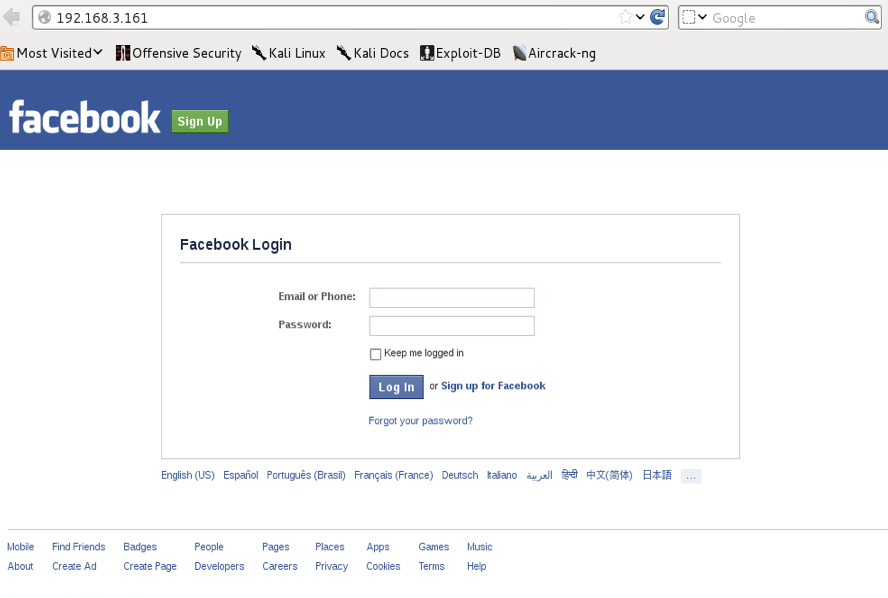 192.168.3.161 Google
Most Visited Offensive Security Kali Linux Kali Docs Exploit-DB Aircrack-ng
facebook Sign Up
Facebook Login
Email or Phone:
Password:
Keep me logged in
Log In or Sign up for Facebook
Forgot your password?
English (US) Español Português (Brasil) Français (France) Deutsch Italiano العربية हिन्दी 中文(简体) 日本語 ...
Mobile Find Friends Badges People Pages Places Apps Games Music
About Create Ad Create Page Developers Careers Privacy Cookies Terms Help